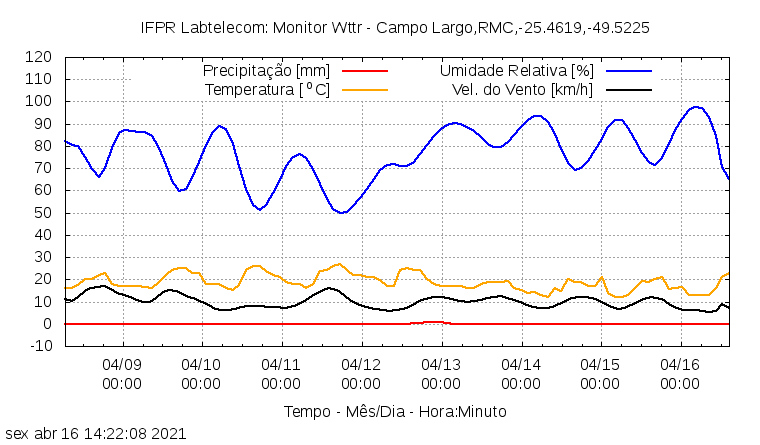 IFPR Labtelecom: Monitor Wttr - Campo Largo,RMC,-25.4619,-49.5225
120
110
100
90
80
70
60
50
40
30
20
10
0
-10
Precipitação [mm]
Temperatura [⁰C]
Umidade Relativa [%]
Vel. do Vento [km/h]
04/09 04/10 04/11 04/12 04/13 04/14 04/15 04/16
00:00 00:00 00:00 00:00 00:00 00:00 00:00 00:00
Tempo - Mês/Dia - Hora:Minuto
sex abr 16 14:22:08 2021